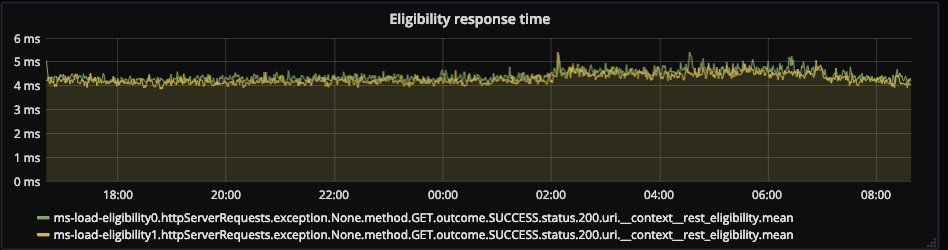 Eligibility response time
6 ms
5 ms
4 ms
3 ms
2 ms
1 ms
0 ms
18:00 20:00 22:00 00:00 02:00 04:00 06:00 08:00
ms-load-eligibility0.httpServerRequests.exception.None.method.GET.outcome.SUCCESS.status.200.uri.__context__rest_eligibility.mean
ms-load-eligibility1.httpServerRequests.exception.None.method.GET.outcome.SUCCESS.status.200.uri.__context__rest_eligibility.mean